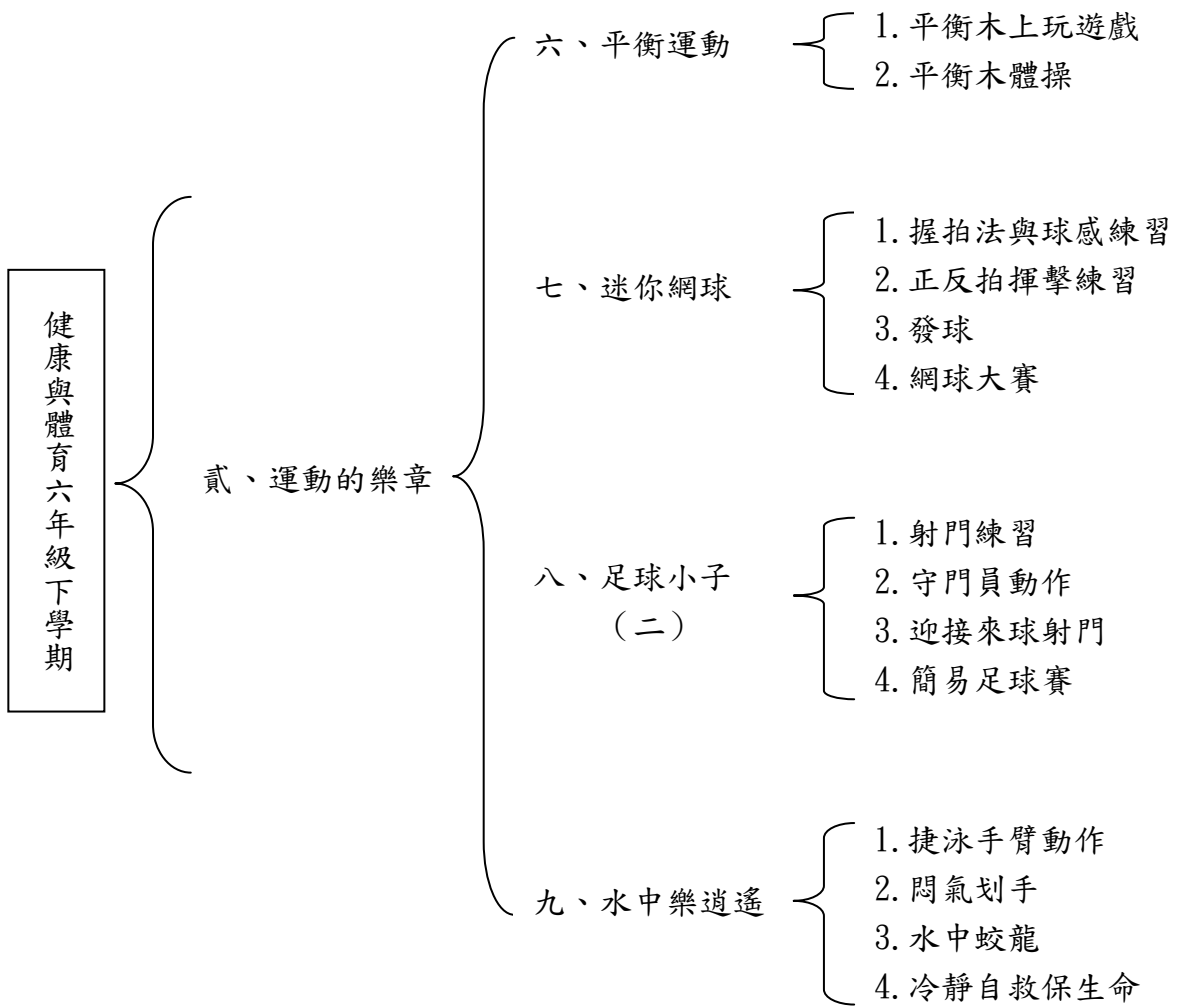 健康與體育六年級下學期
貳、運動的樂章
六、平衡運動
1.平衡木上玩遊戲
2.平衡木體操
七、迷你網球
1.握拍法與球感練習
2.正反拍揮擊練習
3.發球
4.網球大賽
八、足球小子
（二）
1.射門練習
2.守門員動作
3.迎接來球射門
4.簡易足球賽
九、水中樂逍遙
1.捷泳手臂動作
2.悶氣划手
3.水中蛟龍
4.冷靜自救保生命